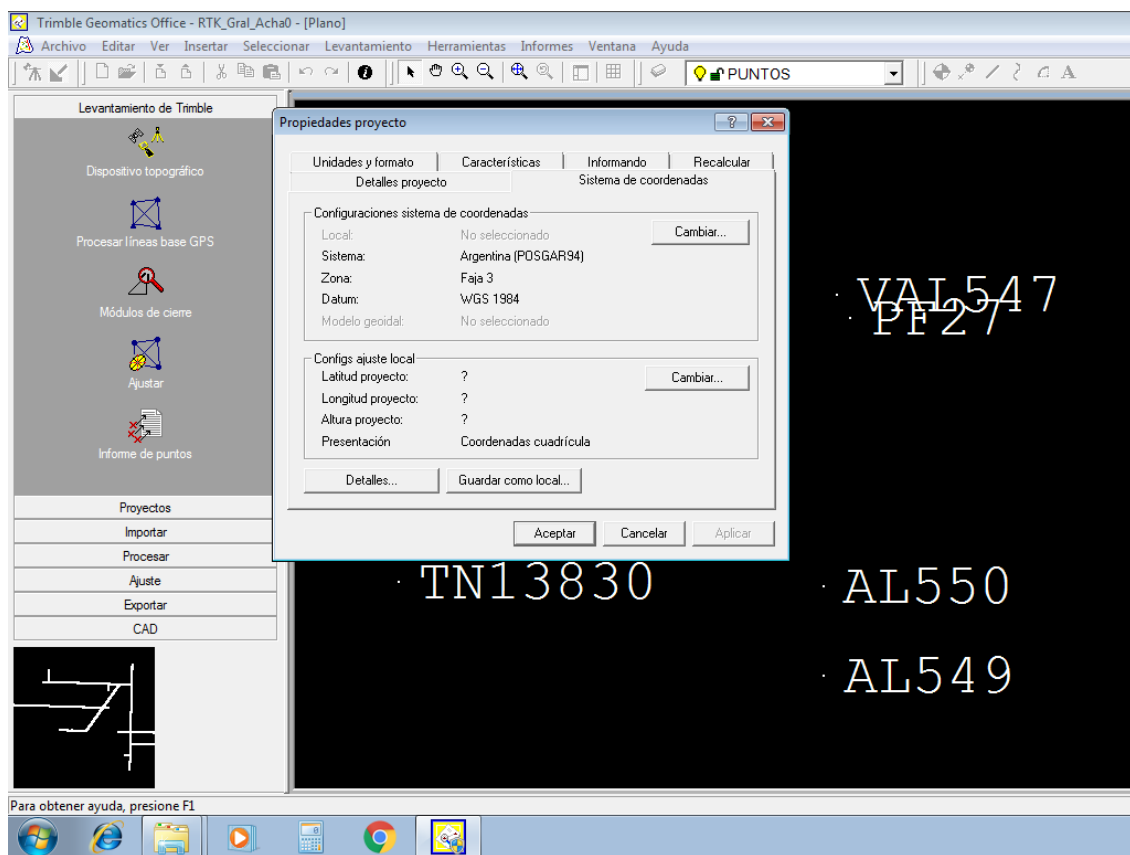 Trimble Geomatics Office - RTK_Gral_Acha0 - [Plano]
Archivo Editar Ver Insertar Seleccionar Levantamiento Herramientas Informes Ventana Ayuda
PUNTOS
A
Levantamiento de Trimble
Dispositivo topográfico
Procesar líneas base GPS
Módulos de cierre
Ajustar
Informe de puntos
Proyectos
Importar
Procesar
Ajuste
Exportar
CAD
Propiedades proyecto
Unidades y formato Características Informando Recalcular
Detalles proyecto Sistema de coordenadas
Configuraciones sistema de coordenadas
Cambiar...
Local: No seleccionado
Sistema: Argentina (POSGAR94)
Zona: Faja 3
Datum: WGS 1984
Modelo geoidal: No seleccionado
Configs ajuste local
Latitud proyecto: ?
Cambiar...
Longitud proyecto: ?
Altura proyecto: ?
Presentación Coordenadas cuadrícula
Detalles... Guardar como local...
Aceptar Cancelar Aplicar
VAL547
PF27
TN13830
AL550
AL549
Para obtener ayuda, presione F1